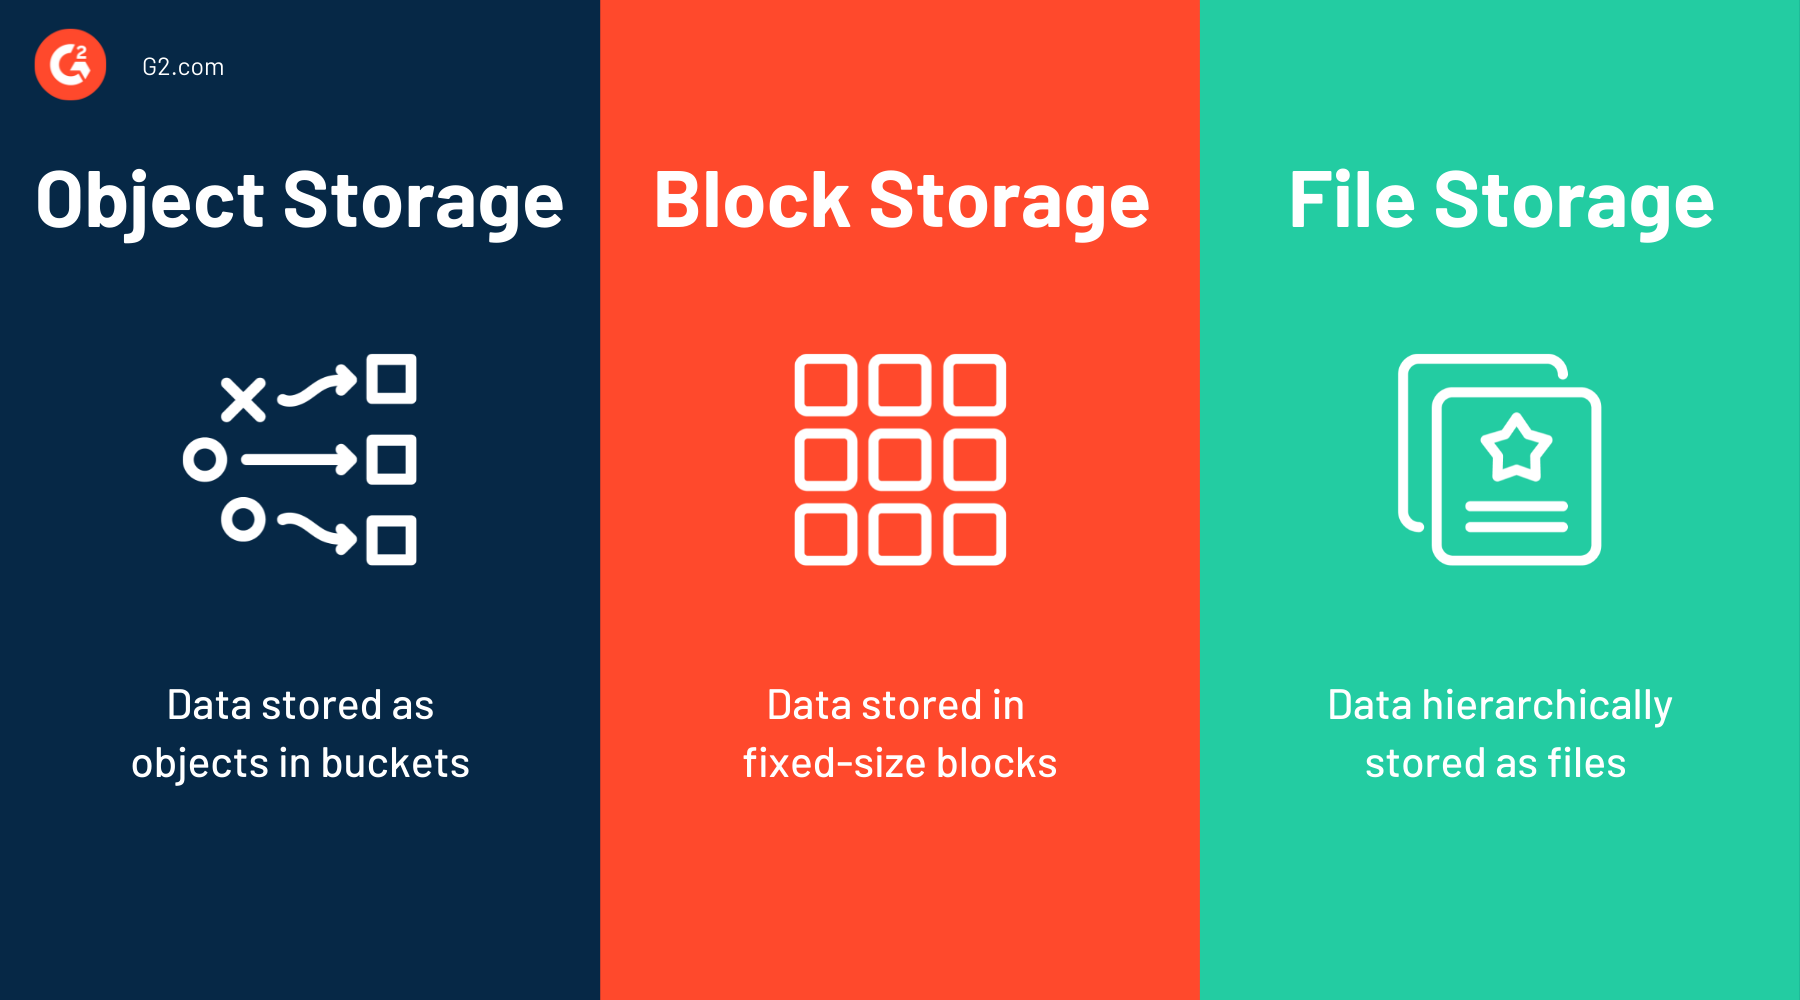 G2
G2.com
Object Storage
Data stored as
objects in buckets
Block Storage
Data stored in
fixed-size blocks
File Storage
Data hierarchically
stored as files